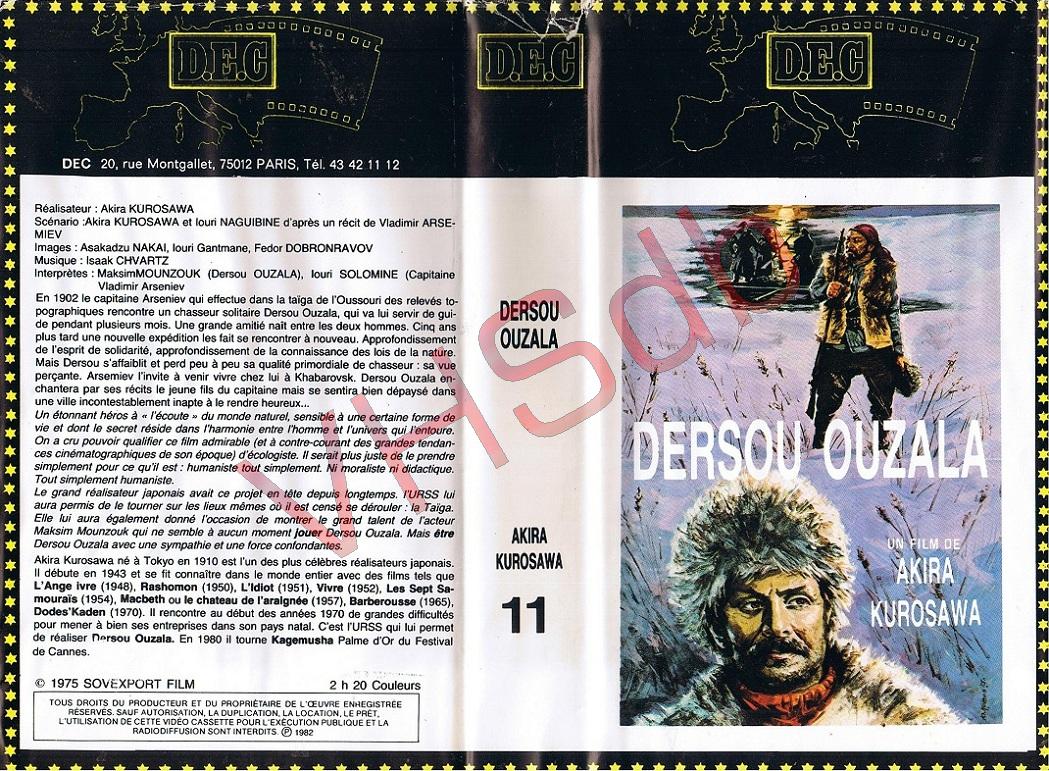 D.E.C
DEC 20, rue Montgallet, 75012 PARIS, Tél. 43 42 11 12
Réalisateur : Akira KUROSAWA
Scénario :Akira KUROSAWA et Iouri NAGUIBINE d'après un récit de Vladimir ARSE-
MIEV
Images : Asakadzu NAKAI, Iouri Gantmane, Fedor DOBRONRAVOV
Musique : Isaak CHVARTZ
Interprètes : MaksimMOUNZOUK (Dersou OUZALA), Iouri SOLOMINE (Capitaine
Vladimir Arseniev
En 1902 le capitaine Arseniev qui effectue dans la taïga de l'Oussouri des relevés to-
pographiques rencontre un chasseur solitaire Dersou Ouzala, qui va lui servir de gui-
de pendant plusieurs mois. Une grande amitié naît entre les deux hommes. Cinq ans
plus tard une nouvelle expédition les fait se rencontrer à nouveau. Approfondissement
de l'esprit de solidarité, approfondissement de la connaissance des lois de la nature.
Mais Dersou s'affaiblit et perd peu à peu sa qualité primordiale de chasseur : sa vue
perçante. Arsemiev l'invite à venir vivre chez lui à Khabarovsk. Dersou Ouzala en-
chantera par ses récits le jeune fils du capitaine mais se sentira bien dépaysé dans
une ville incontestablement inapte à le rendre heureux...
Un étonnant héros à « l'écoute » du monde naturel, sensible à une certaine forme de
vie et dont le secret réside dans l'harmonie entre l'homme et l'univers qui l'entoure.
On a cru pouvoir qualifier ce film admirable (et à contre-courant des grandes tendan-
ces cinématographiques de son époque) d'écologiste. Il serait plus juste de le prendre
simplement pour ce qu'il est : humaniste tout simplement. Ni moraliste ni didactique.
Tout simplement humaniste.
Le grand réalisateur japonais avait ce projet en tête depuis longtemps. l'URSS lui
aura permis de le tourner sur les lieux mêmes où il est censé se dérouler : la Taïga.
Elle lui aura également donné l'occasion de montrer le grand talent de l'acteur
Maksim Mounzouk qui ne semble à aucun moment jouer Dersou Ouzala. Mais être
Dersou Ouzala avec une sympathie et une force confondantes.
Akira Kurosawa né à Tokyo en 1910 est l'un des plus célèbres réalisateurs japonais.
Il débute en 1943 et se fit connaître dans le monde entier avec des films tels que
L'Ange ivre (1948), Rashomon (1950), L'Idiot (1951), Vivre (1952), Les Sept Sa-
mouraïs (1954), Macbeth ou le chateau de l'araignée (1957), Barberousse (1965),
Dodes'Kaden (1970). Il rencontre au début des années 1970 de grandes difficultés
pour mener à bien ses entreprises dans son pays natal. C'est l'URSS qui lui permet
de réaliser Dersou Ouzala. En 1980 il tourne Kagemusha Palme d'Or du Festival
de Cannes.
© 1975 SOVEXPORT FILM 2 h 20 Couleurs
TOUS DROITS DU PRODUCTEUR ET DU PROPRIÉTAIRE DE L'ŒUVRE ENREGISTRÉE
RÉSERVÉS. SAUF AUTORISATION, LA DUPLICATION, LA LOCATION, LE PRÊT,
L'UTILISATION DE CETTE VIDÉO CASSETTE POUR L'EXÉCUTION PUBLIQUE ET LA
RADIODIFFUSION SONT INTERDITS. Ⓟ 1982
D.E.C
DERSOU
OUZALA
AKIRA
KUROSAWA
11
D.E.C
DERSOU OUZALA
UN FILM DE
AKIRA
KUROSAWA
VHSdb